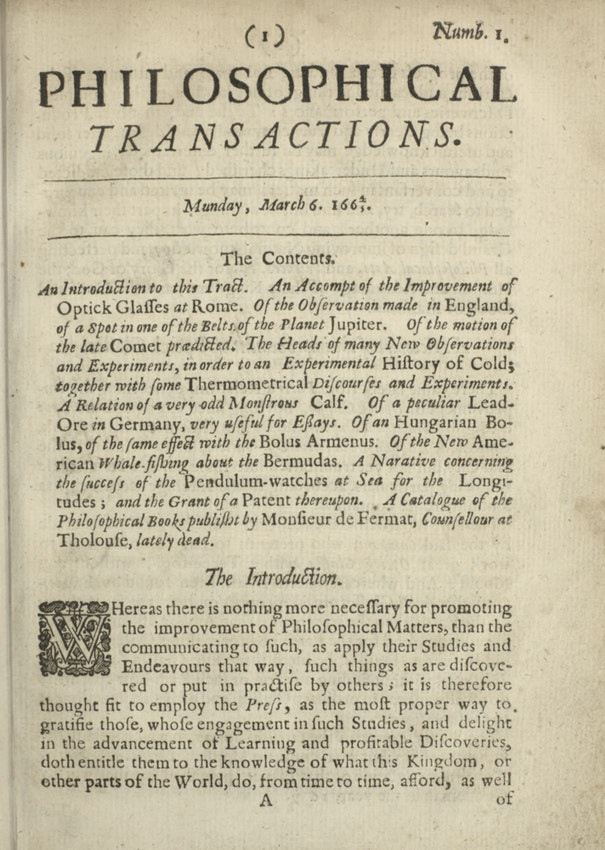 (1)
Numb. 1.
PHILOSOPHICAL
TRANSACTIONS.
Munday, March 6. 166⁴⁄₅.
The Contents.
An Introduction to this Tract. An Accompt of the Improvement of
Optick Glaſſes at Rome. Of the Obſervation made in England,
of a Spot in one of the Belts of the Planet Jupiter. Of the motion of
the late Comet prædicted. The Heads of many New Obſervations
and Experiments, in order to an Experimental Hiſtory of Cold;
together with ſome Thermometrical Diſcourſes and Experiments.
A Relation of a very odd Monſtrous Calf. Of a peculiar Lead-
Ore in Germany, very uſeful for Eſſays. Of an Hungarian Bo-
lus, of the ſame effect with the Bolus Armenus. Of the New Ame-
rican Whale-fiſhing about the Bermudas. A Narative concerning
the ſucceſs of the Pendulum-watches at Sea for the Longi-
tudes; and the Grant of a Patent thereupon. A Catalogue of the
Philoſophical Books publiſht by Monſieur de Fermat, Counſellour at
Tholouſe, lately dead.
The Introduction.
WHereas there is nothing more neceſſary for promoting
the improvement of Philoſophical Matters, than the
communicating to ſuch, as apply their Studies and
Endeavours that way, ſuch things as are diſcove-
red or put in practiſe by others; it is therefore
thought fit to employ the Preſs, as the moſt proper way to
gratifie thoſe, whoſe engagement in ſuch Studies, and delight
in the advancement of Learning and profitable Diſcoveries,
doth entitle them to the knowledge of what this Kingdom, or
other parts of the World, do, from time to time, afford, as well
A
of